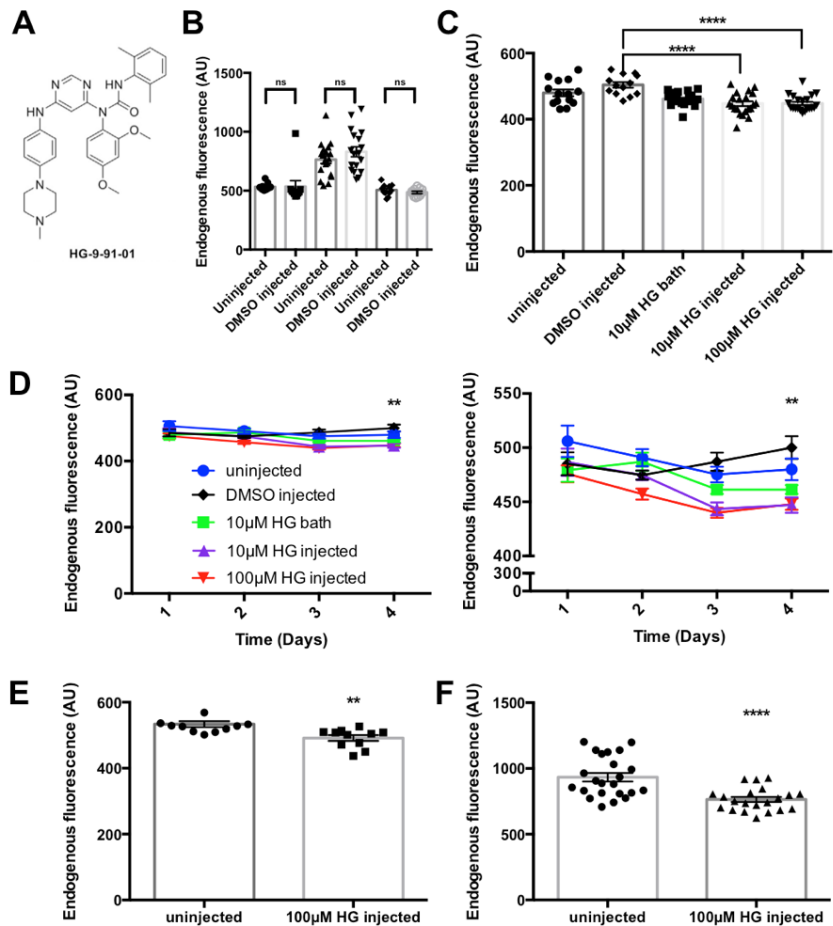 A
HN
N
N
N
HN
O
O
O
N
N
HG-9-91-01
B
Endogenous fluorescence (AU)
1500
1000
500
0
ns
ns
ns
Uninjected
DMSO injected
Uninjected
DMSO injected
Uninjected
DMSO injected
C
Endogenous fluorescence (AU)
600
400
200
0
****
****
uninjected
DMSO injected
10µM HG bath
10µM HG injected
100µM HG injected
D
Endogenous fluorescence (AU)
600
400
200
0
**
uninjected
DMSO injected
10µM HG bath
10µM HG injected
100µM HG injected
1
2
3
4
Time (Days)
Endogenous fluorescence (AU)
550
500
450
400
300
0
**
1
2
3
4
Time (Days)
E
Endogenous fluorescence (AU)
600
400
200
0
**
uninjected
100µM HG injected
F
Endogenous fluorescence (AU)
1500
1000
500
0
****
uninjected
100µM HG injected